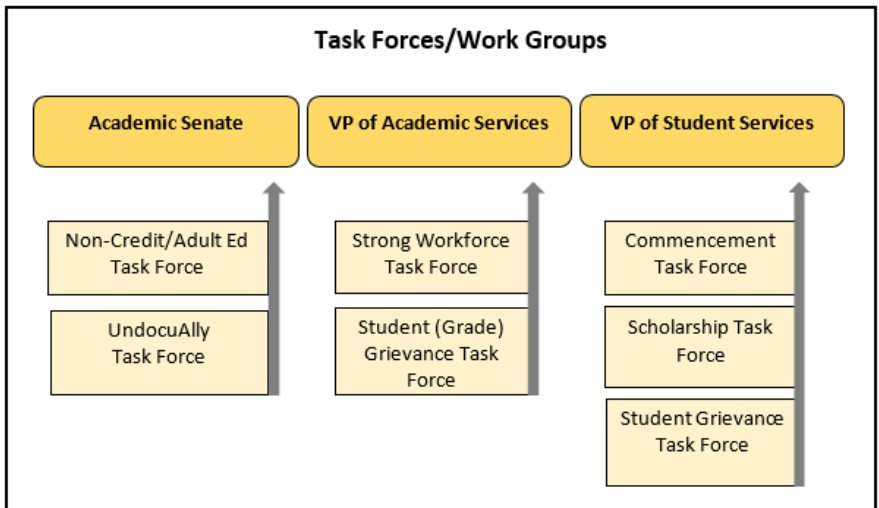 Task Forces/Work Groups
Academic Senate
VP of Academic Services
VP of Student Services
Non-Credit/Adult Ed
Task Force
UndocuAlly
Task Force
Strong Workforce
Task Force
Student (Grade)
Grievance Task
Force
Commencement
Task Force
Scholarship Task
Force
Student Grievance
Task Force